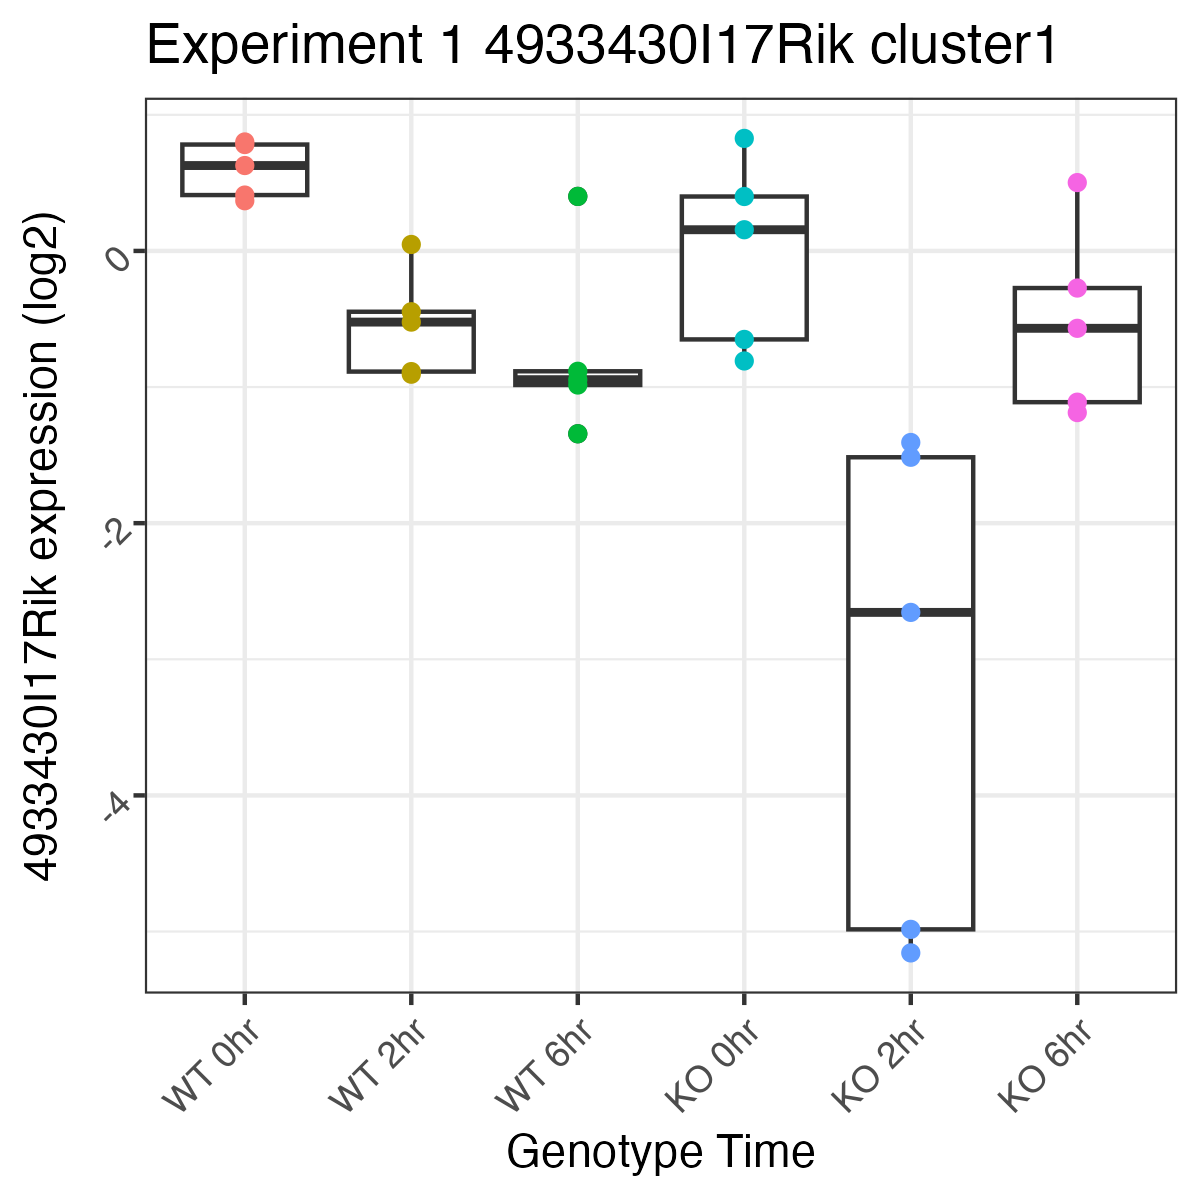 Experiment 1 4933430I17Rik cluster1
4933430I17Rik expression (log2)
0
-2
-4
WT 0hr
WT 2hr
WT 6hr
KO 0hr
KO 2hr
KO 6hr
Genotype Time